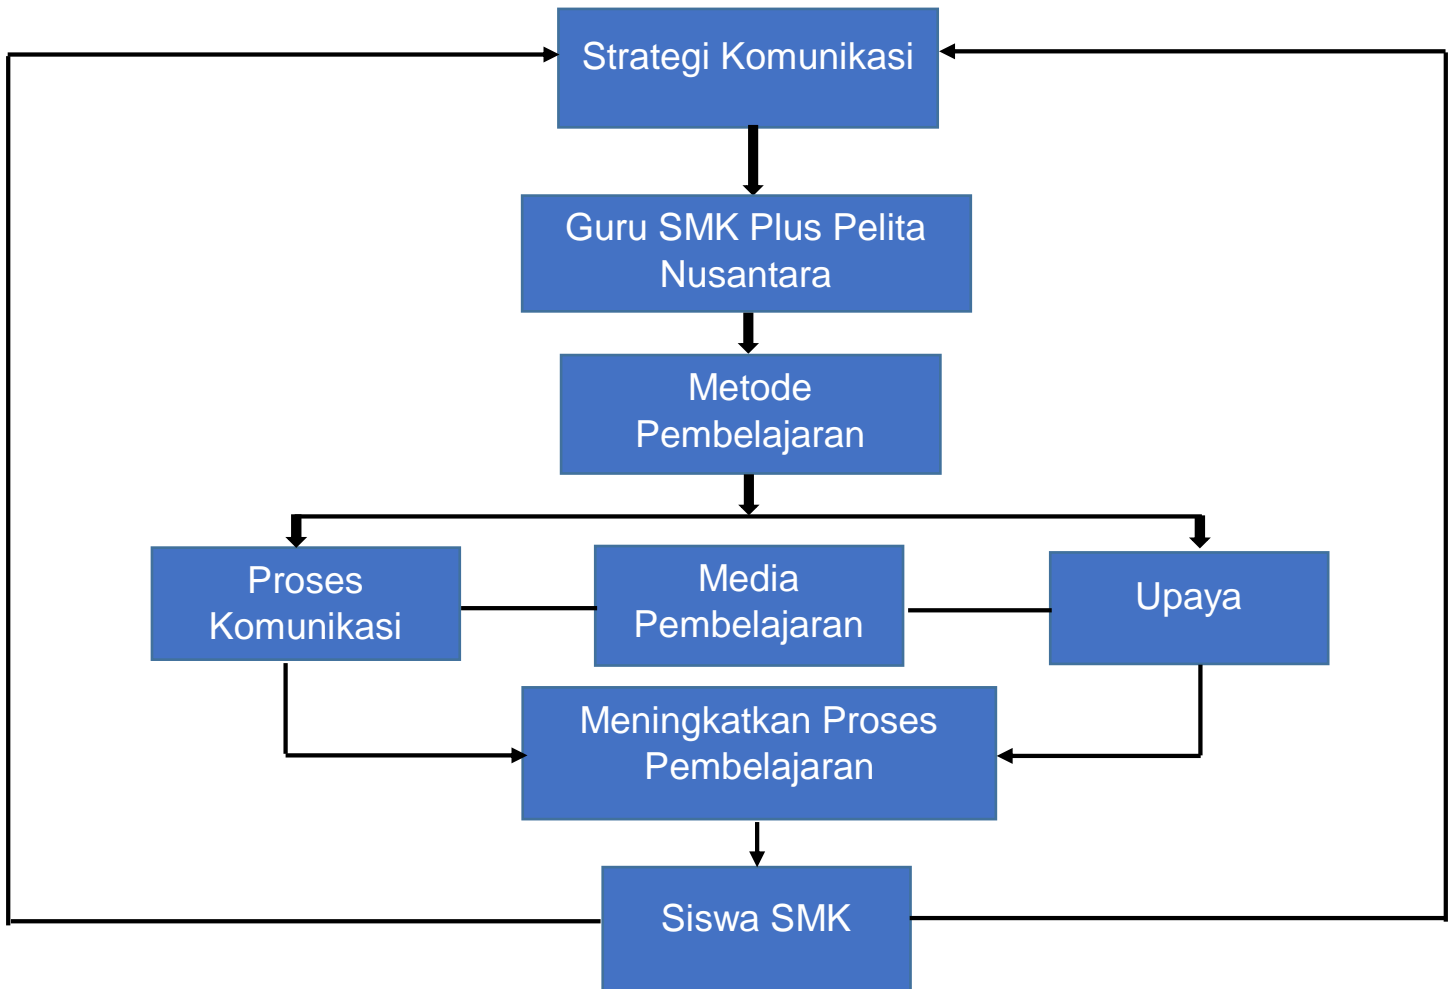 Strategi Komunikasi
Guru SMK Plus Pelita
Nusantara
Metode
Pembelajaran
Proses
Komunikasi
Media
Pembelajaran
Upaya
Meningkatkan Proses
Pembelajaran
Siswa SMK